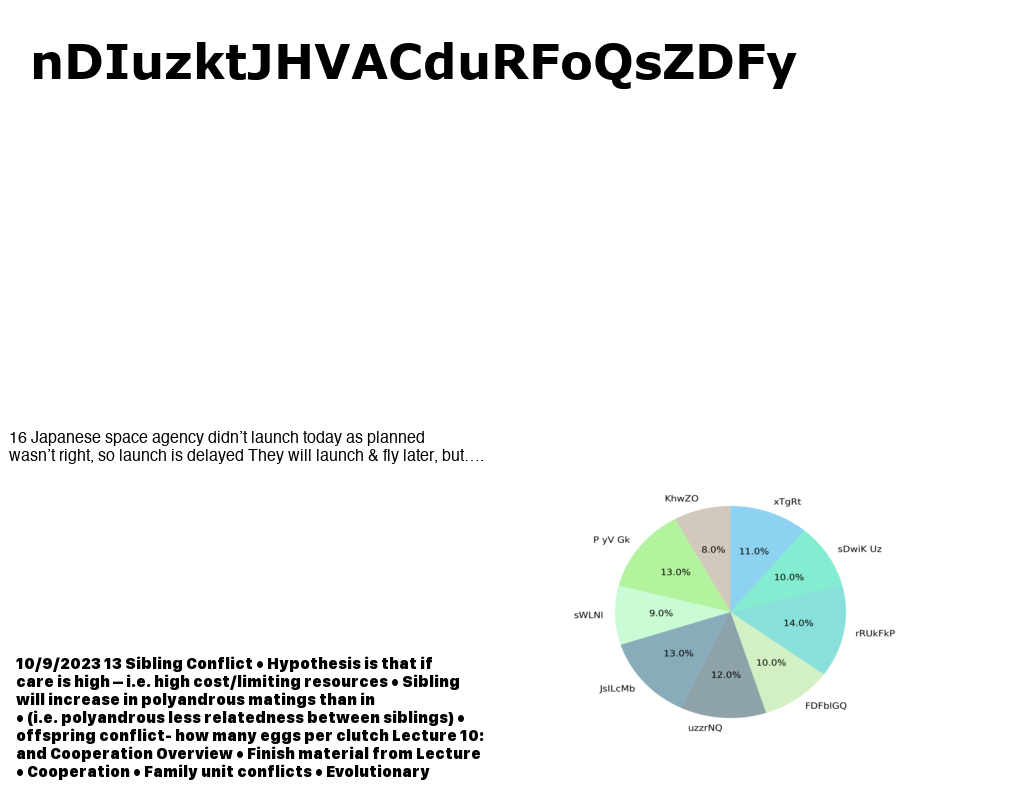 nDIuzktJHVACduRFoQsZDFy
16 Japanese space agency didn’t launch today as planned
wasn’t right, so launch is delayed They will launch & fly later, but….
KhwZO
xTgRt
P yV Gk
sDwiK Uz
8.0%
11.0%
13.0%
10.0%
sWLNl
9.0%
14.0%
rRUkFkP
13.0%
10.0%
12.0%
JsILcMb
FDFblGQ
uzzrNQ
10/9/2023 13 Sibling Conflict • Hypothesis is that if
care is high – i.e. high cost/limiting resources • Sibling
will increase in polyandrous matings than in
• (i.e. polyandrous less relatedness between siblings) •
offspring conflict- how many eggs per clutch Lecture 10:
and Cooperation Overview • Finish material from Lecture
• Cooperation • Family unit conflicts • Evolutionary